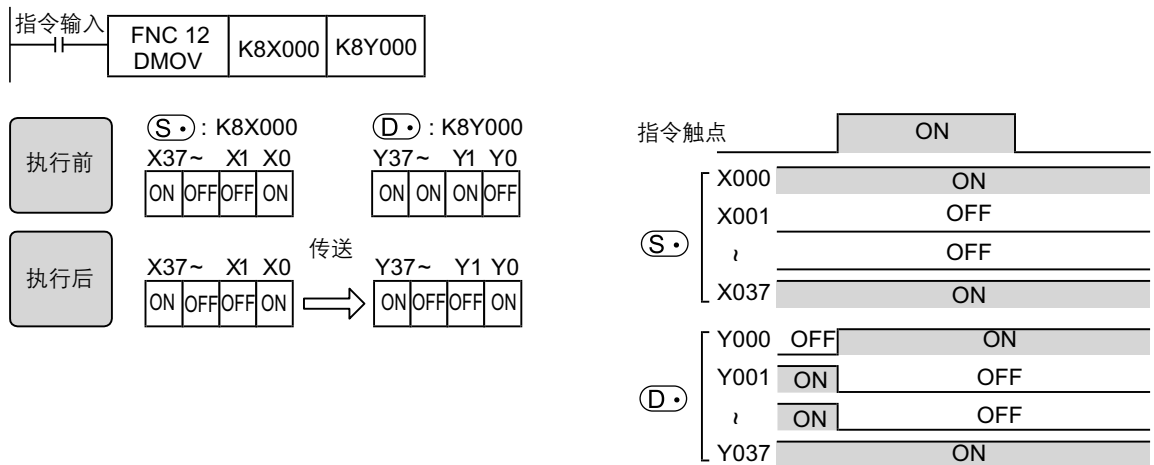 指令输入
FNC 12
DMOV
K8X000
K8Y000
执行前
S· : K8X000
D· : K8Y000
X37~ X1 X0
Y37~ Y1 Y0
ON OFF OFF ON
ON ON ON OFF
执行后
X37~ X1 X0
传送
Y37~ Y1 Y0
ON OFF OFF ON
ON OFF OFF ON
指令触点
ON
S·
X000 ON
X001 OFF
~ OFF
X037 ON
D·
Y000 OFF ON
Y001 ON OFF
~ ON OFF
Y037 ON